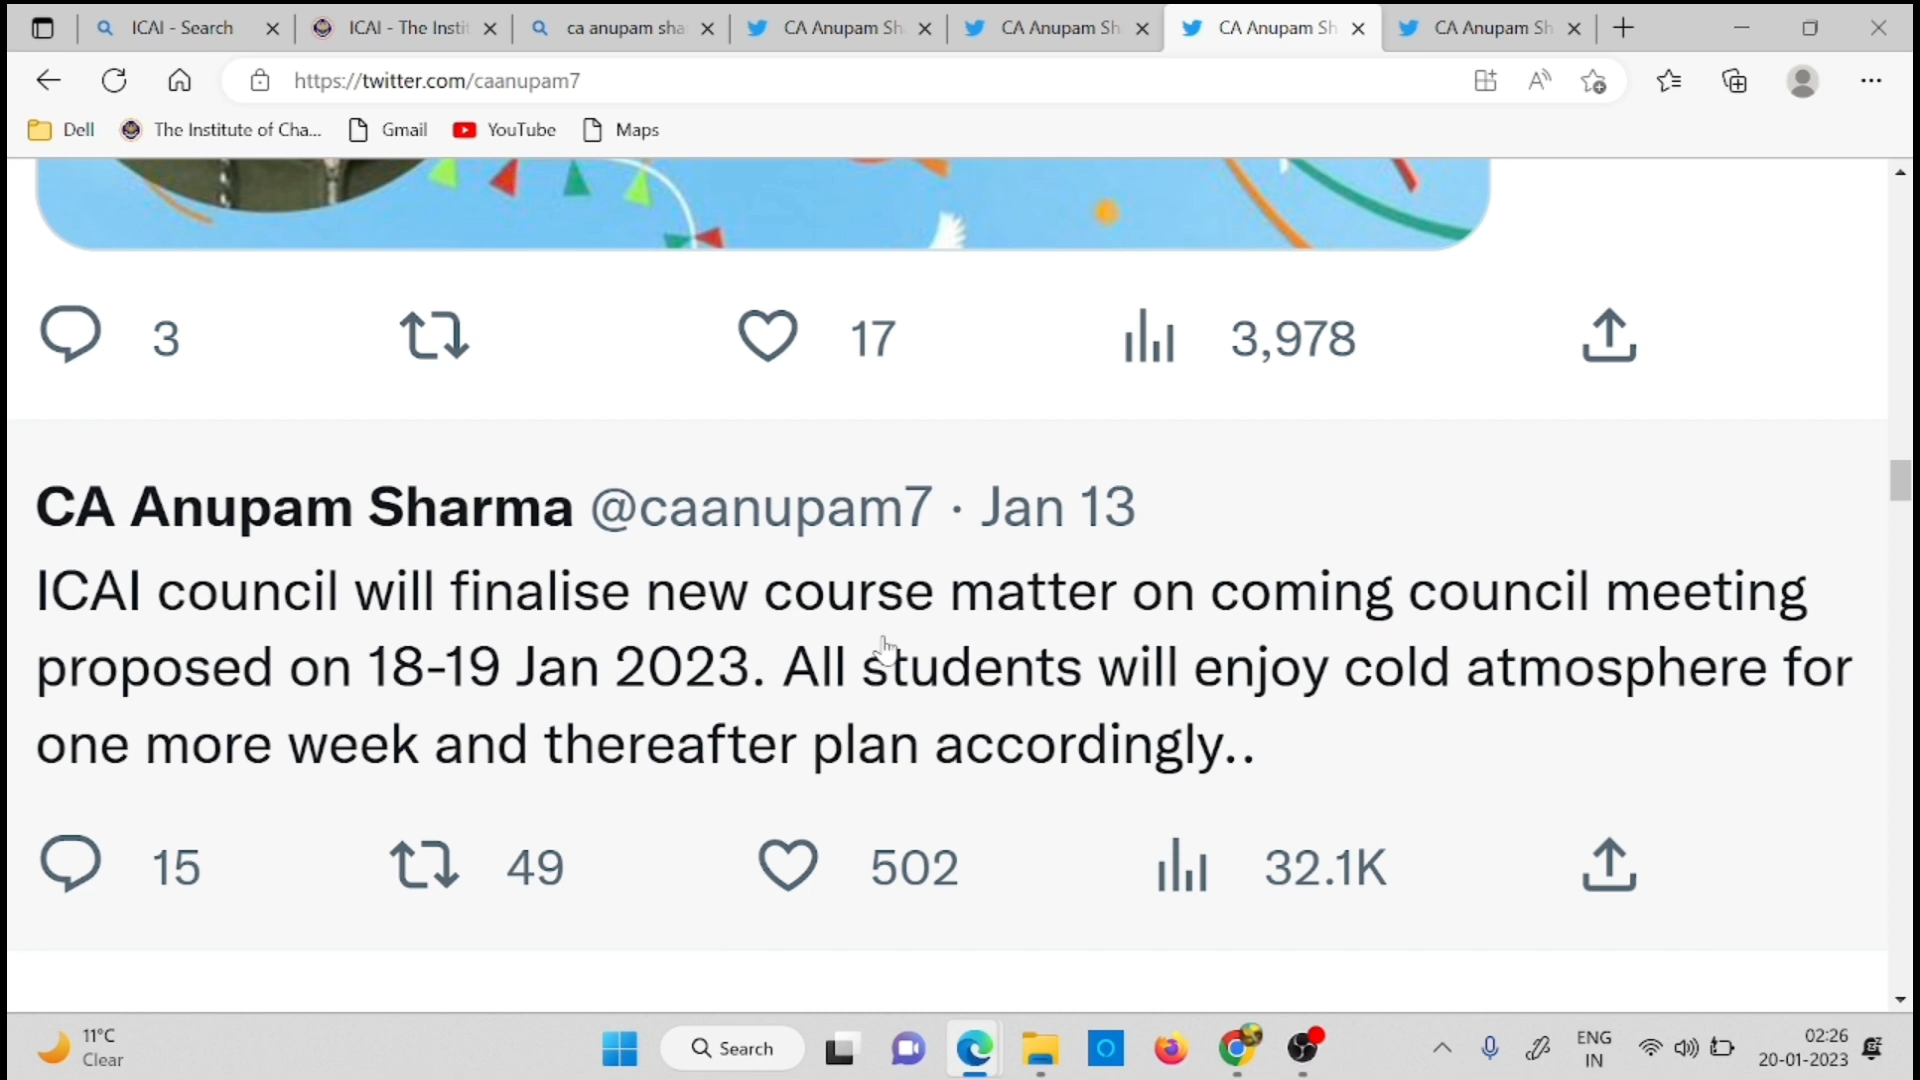 ICAI - Search
ICAI - The Instit
ca anupam sha
CA Anupam Sh
CA Anupam Sh
CA Anupam Sh
CA Anupam Sh
https://twitter.com/caanupam7
Dell
The Institute of Cha...
Gmail
YouTube
Maps
3
17
3,978
CA Anupam Sharma @caanupam7 · Jan 13
ICAI council will finalise new course matter on coming council meeting
proposed on 18-19 Jan 2023. All students will enjoy cold atmosphere for
one more week and thereafter plan accordingly..
15
49
502
32.1K
11°C
Clear
Search
ENG
IN
02:26
20-01-2023